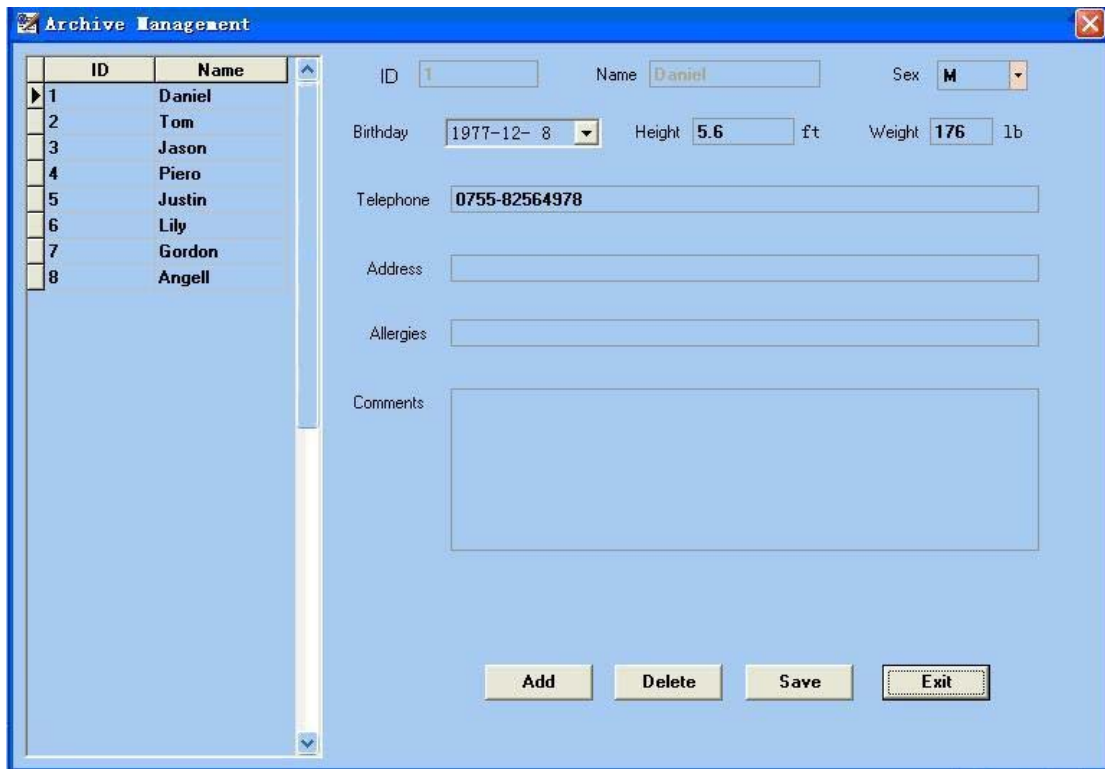 Archive Management
ID Name
1 Daniel
2 Tom
3 Jason
4 Piero
5 Justin
6 Lily
7 Gordon
8 Angell
ID 1 Name Daniel Sex M
Birthday 1977-12- 8 Height 5.6 ft Weight 176 lb
Telephone 0755-82564978
Address
Allergies
Comments
Add Delete Save Exit